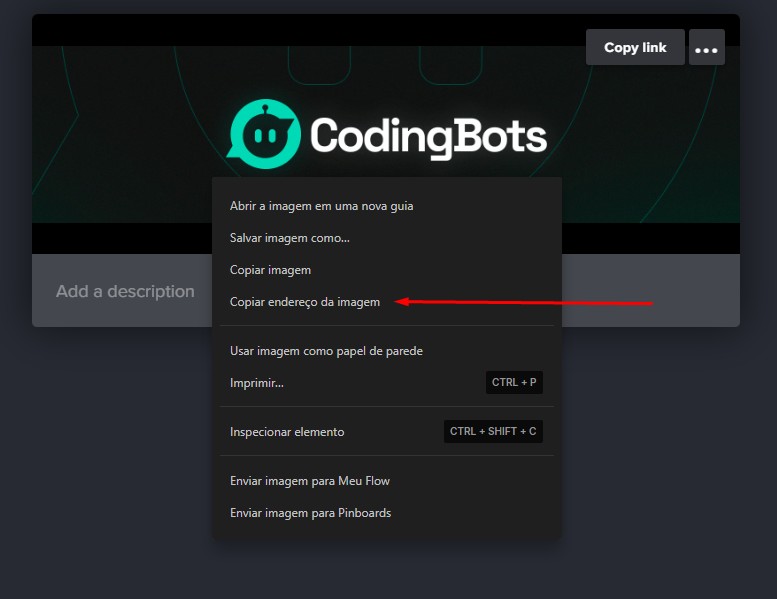 Copy link
...
CodingBots
Abrir a imagem em uma nova guia
Salvar imagem como...
Copiar imagem
Copiar endereço da imagem
Add a description
Usar imagem como papel de parede
Imprimir...
CTRL + P
Inspecionar elemento
CTRL + SHIFT + C
Enviar imagem para Meu Flow
Enviar imagem para Pinboards